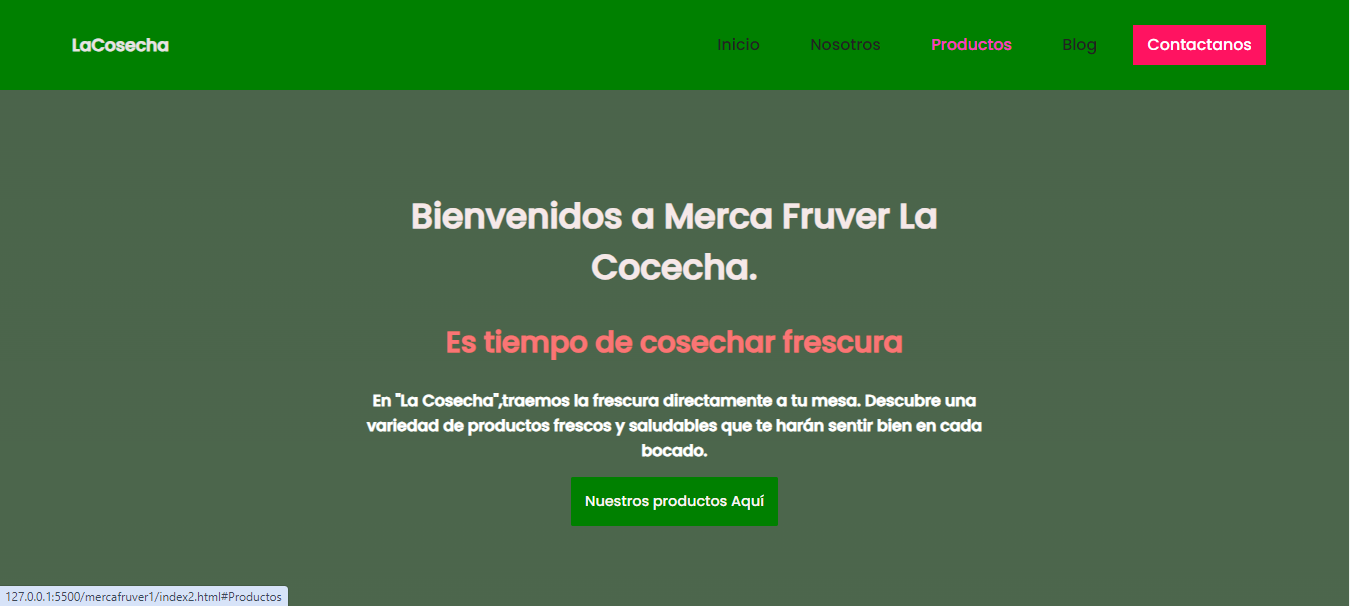 LaCosecha
Inicio Nosotros Productos Blog Contactanos
Bienvenidos a Merca Fruver La
Cocecha.
Es tiempo de cosechar frescura
En "La Cosecha",traemos la frescura directamente a tu mesa. Descubre una
variedad de productos frescos y saludables que te harán sentir bien en cada
bocado.
Nuestros productos Aquí
127.0.0.1:5500/mercafruver1/index2.html#Productos